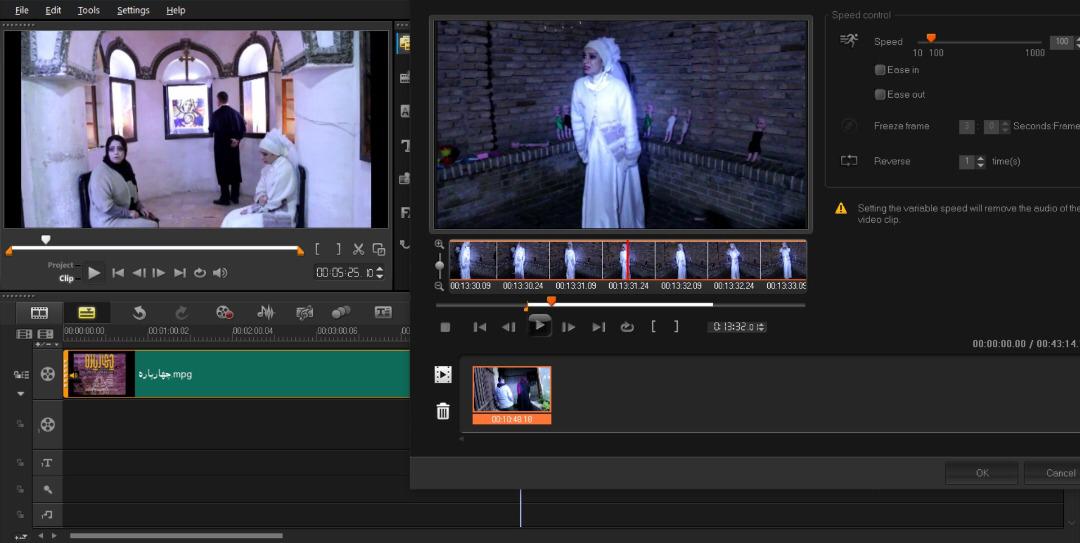 File Edit Tools Settings Help
Project
Clip
00:05:25. 10
00:00:00.00 00:01:00.02 00:02:00.04 00:03:00.06
چهارپاره.mpg
00:13:30.09 00:13:30.24 00:13:31.09 00:13:31.24 00:13:32.09 00:13:32.24 00:13:33.09
0:13:32.01
00:00:00.00 / 00:43:14.
00:10:48.18
Speed control
Speed 100
10 100 1000
Ease in
Ease out
Freeze frame 3 : 0 Seconds:Frame
Reverse 1 time(s)
Setting the variable speed will remove the audio of the
video clip.
OK Cancel